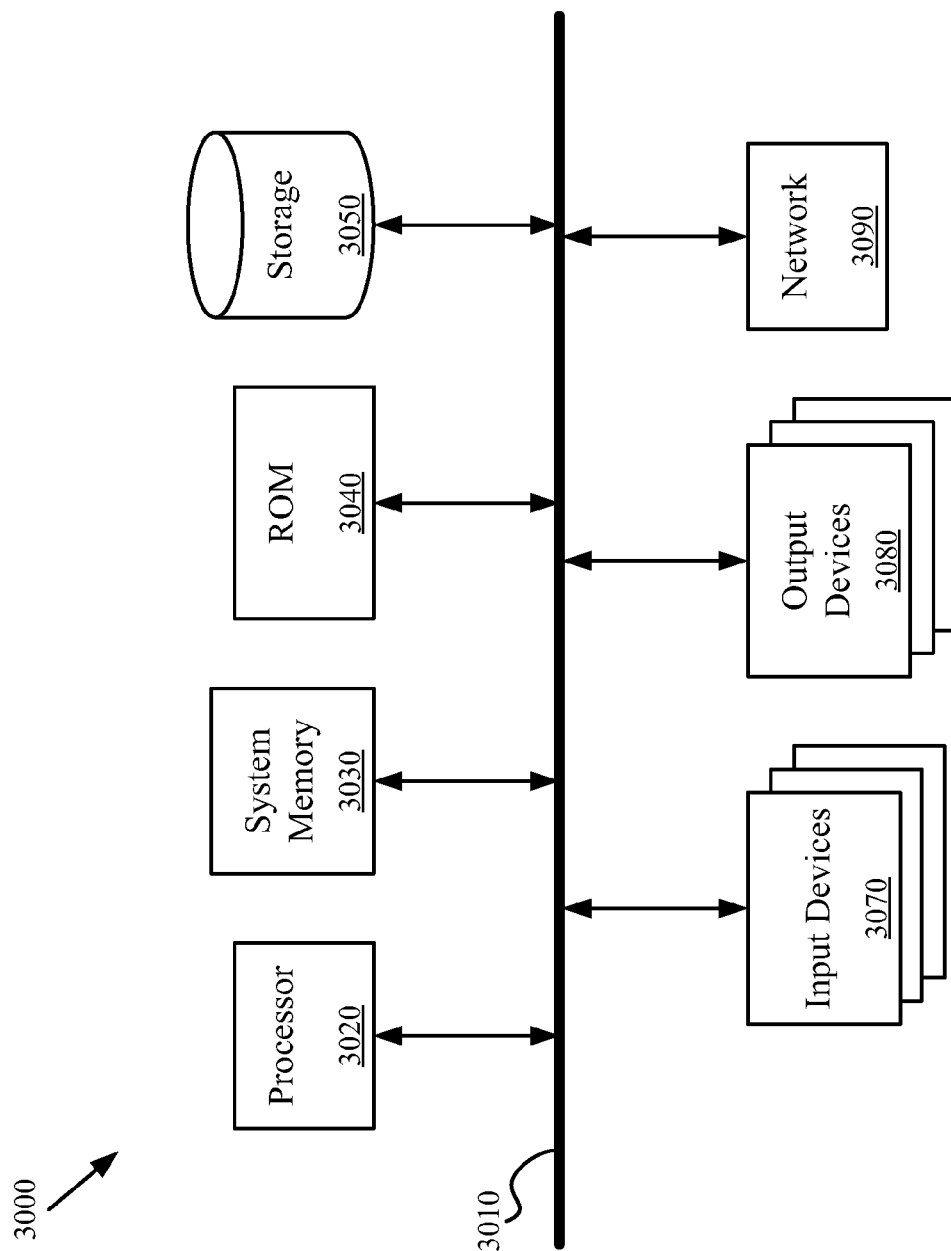 3000
Processor
3020
System
Memory
3030
ROM
3040
Storage
3050
3010
Input Devices
3070
Output
Devices
3080
Network
3090